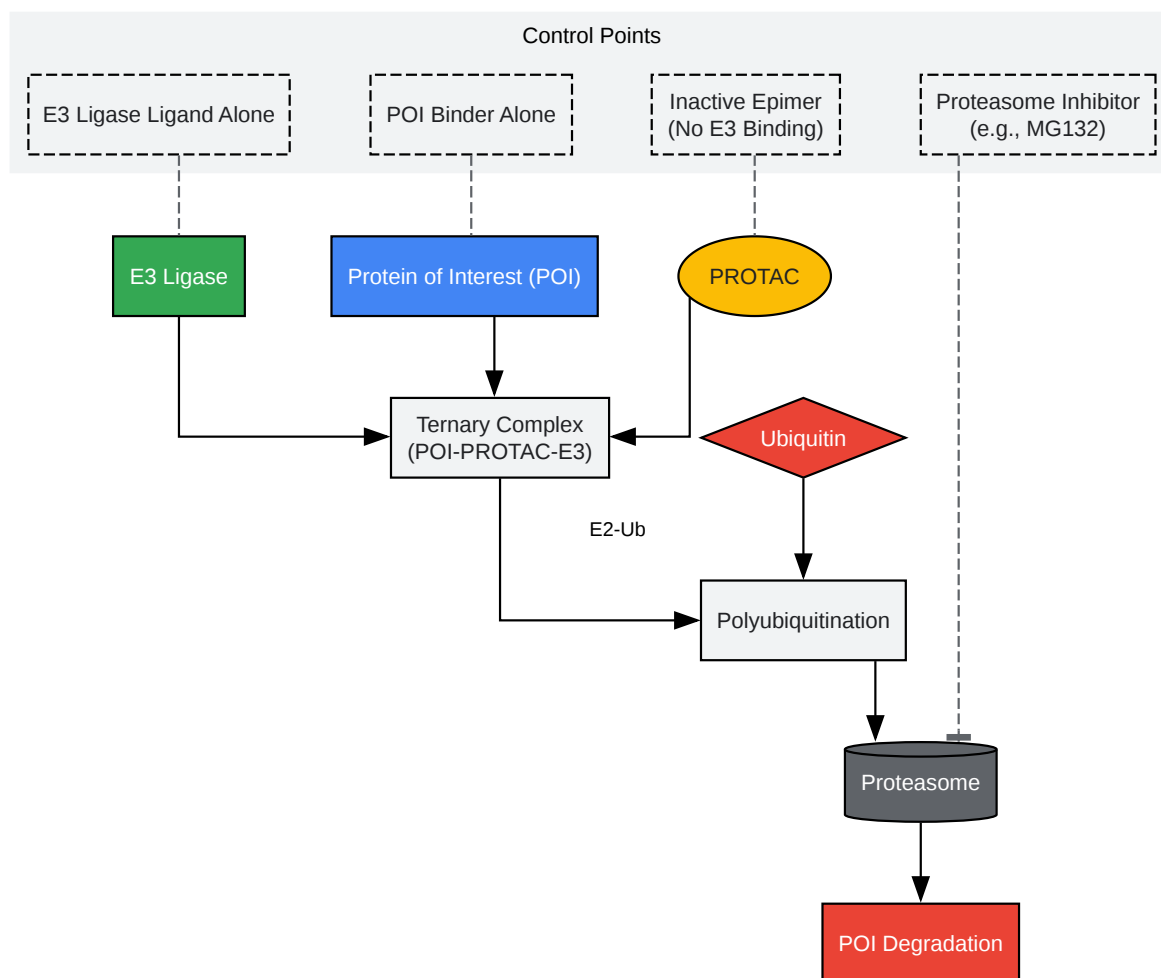 Control Points
E3 Ligase Ligand Alone
POI Binder Alone
Inactive Epimer
(No E3 Binding)
Proteasome Inhibitor
(e.g., MG132)
E3 Ligase
Protein of Interest (POI)
PROTAC
Ternary Complex
(POI-PROTAC-E3)
Ubiquitin
E2-Ub
Polyubiquitination
Proteasome
POI Degradation